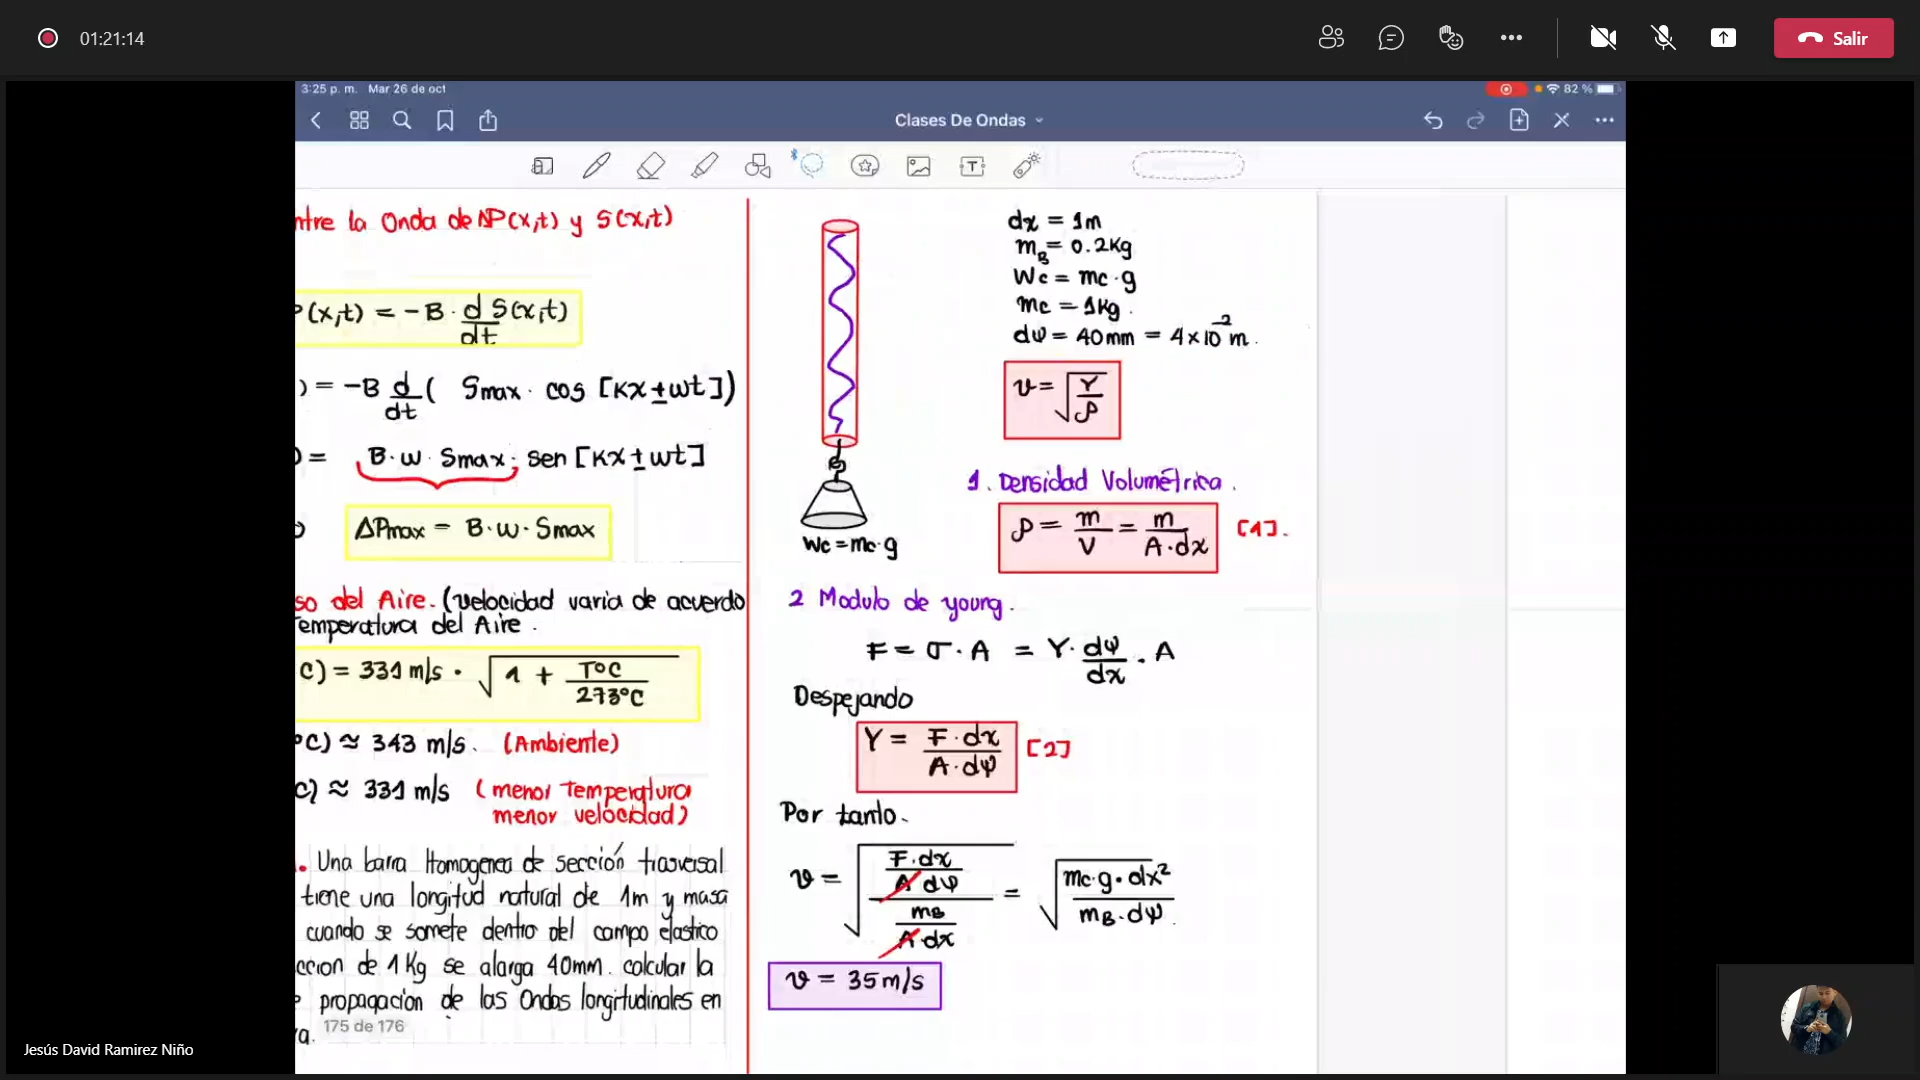 01:21:14
Salir
3:25 p. m. Mar 26 de oct
82 %
Clases De Ondas
ntre la Onda de ΔP(x,t) y S(x,t)
P(x,t) = -B · d S(x,t) / dt
) = -B d/dt ( Smax · cos [Kx ± wt])
) = B·w·Smax · sen [Kx ± wt]
ΔPmax = B·w·Smax
so del Aire. (velocidad varia de acuerdo
Temperatura del Aire.
C) = 331 m/s · √(1 + T°C / 273°C)
°C) ≈ 343 m/s. (Ambiente)
C) ≈ 331 m/s (menor Temperatura
menor velocidad)
. Una barra Homogenea de sección trasversal
tiene una longitud natural de 1m y masa
cuando se somete dentro del campo elastico
ccion de 1Kg se alarga 40mm. calcular la
e propagacion de las Ondas longitudinales en
ra.
175 de 176
Wc = mc·g
dx = 1m
mB = 0.2Kg
Wc = mc·g
mc = 1Kg.
dψ = 40mm = 4×10⁻² m.
v = √(Y / ρ)
1. Densidad Volumétrica.
ρ = m / V = m / A·dx [1].
2 Modulo de young.
F = σ·A = Y· dψ / dx · A
Despejando
Y = F·dx / A·dψ [2]
Por tanto.
v = √((F·dx / A dψ) / (mB / A·dx)) = √(mc·g·dx² / mB·dψ)
v = 35m/s
Jesús David Ramirez Niño